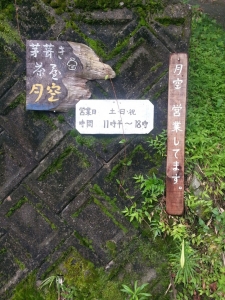 茅葺き
茶屋
月空
営業日 土・日・祝
時間 11時半～18時
月空 営業してます。